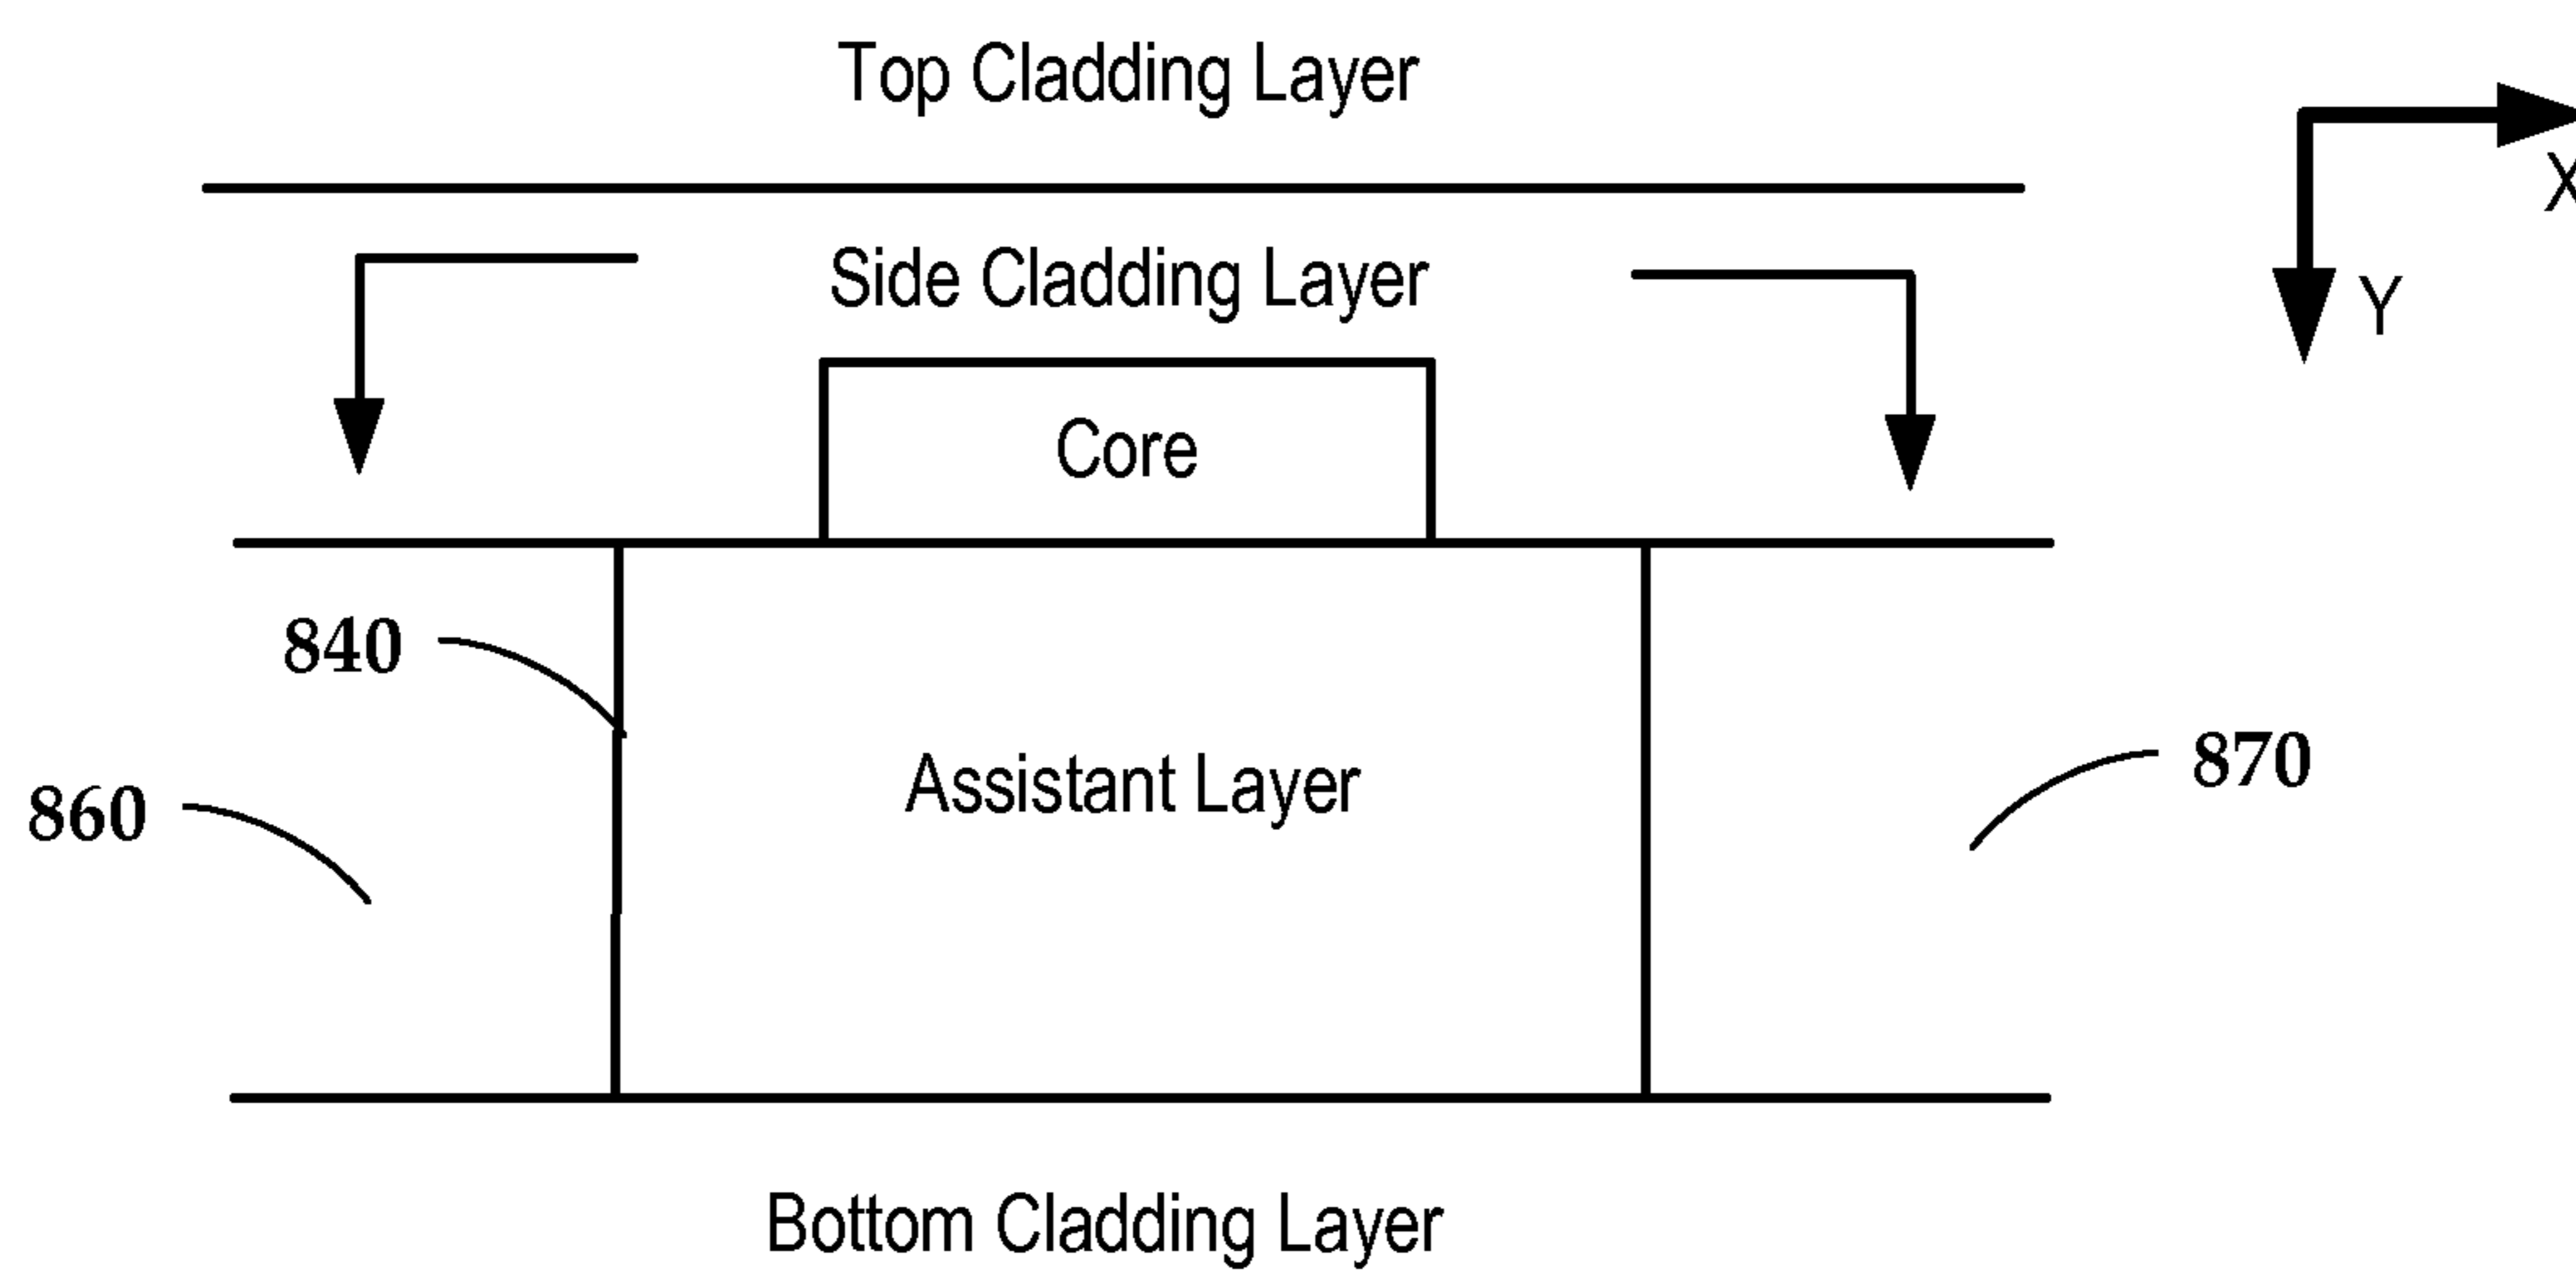 Top Cladding Layer
X
Side Cladding Layer
Y
Core
840
Assistant Layer
870
860
Bottom Cladding Layer